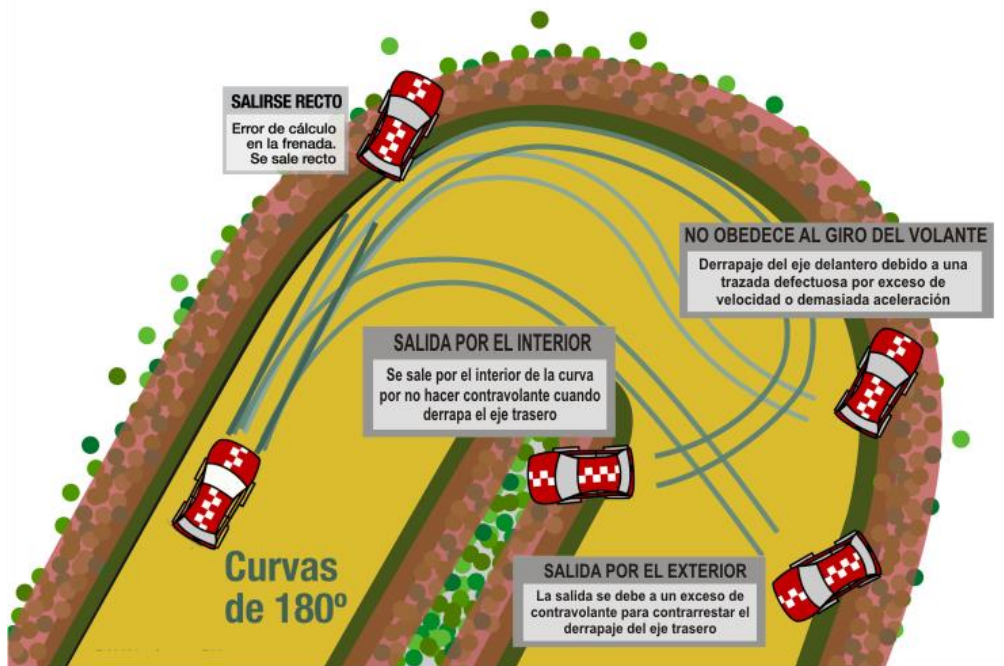 SALIRSE RECTO
Error de cálculo
en la frenada.
Se sale recto
NO OBEDECE AL GIRO DEL VOLANTE
Derrapaje del eje delantero debido a una
trazada defectuosa por exceso de
velocidad o demasiada aceleración
SALIDA POR EL INTERIOR
Se sale por el interior de la curva
por no hacer contravolante cuando
derrapa el eje trasero
Curvas
de 180º
SALIDA POR EL EXTERIOR
La salida se debe a un exceso de
contravolante para contrarrestar el
derrapaje del eje trasero